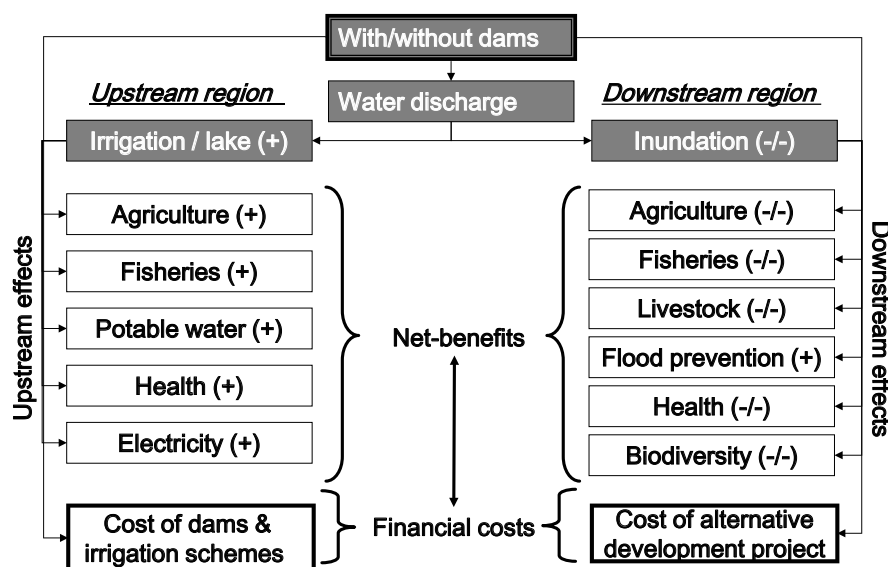 With/without dams
Upstream region
Water discharge
Downstream region
Irrigation / lake (+)
Inundation (-/-)
Upstream effects
Agriculture (+)
Fisheries (+)
Potable water (+)
Health (+)
Electricity (+)
Cost of dams &
irrigation schemes
Net-benefits
Financial costs
Agriculture (-/-)
Fisheries (-/-)
Livestock (-/-)
Flood prevention (+)
Health (-/-)
Biodiversity (-/-)
Cost of alternative
development project
Downstream effects